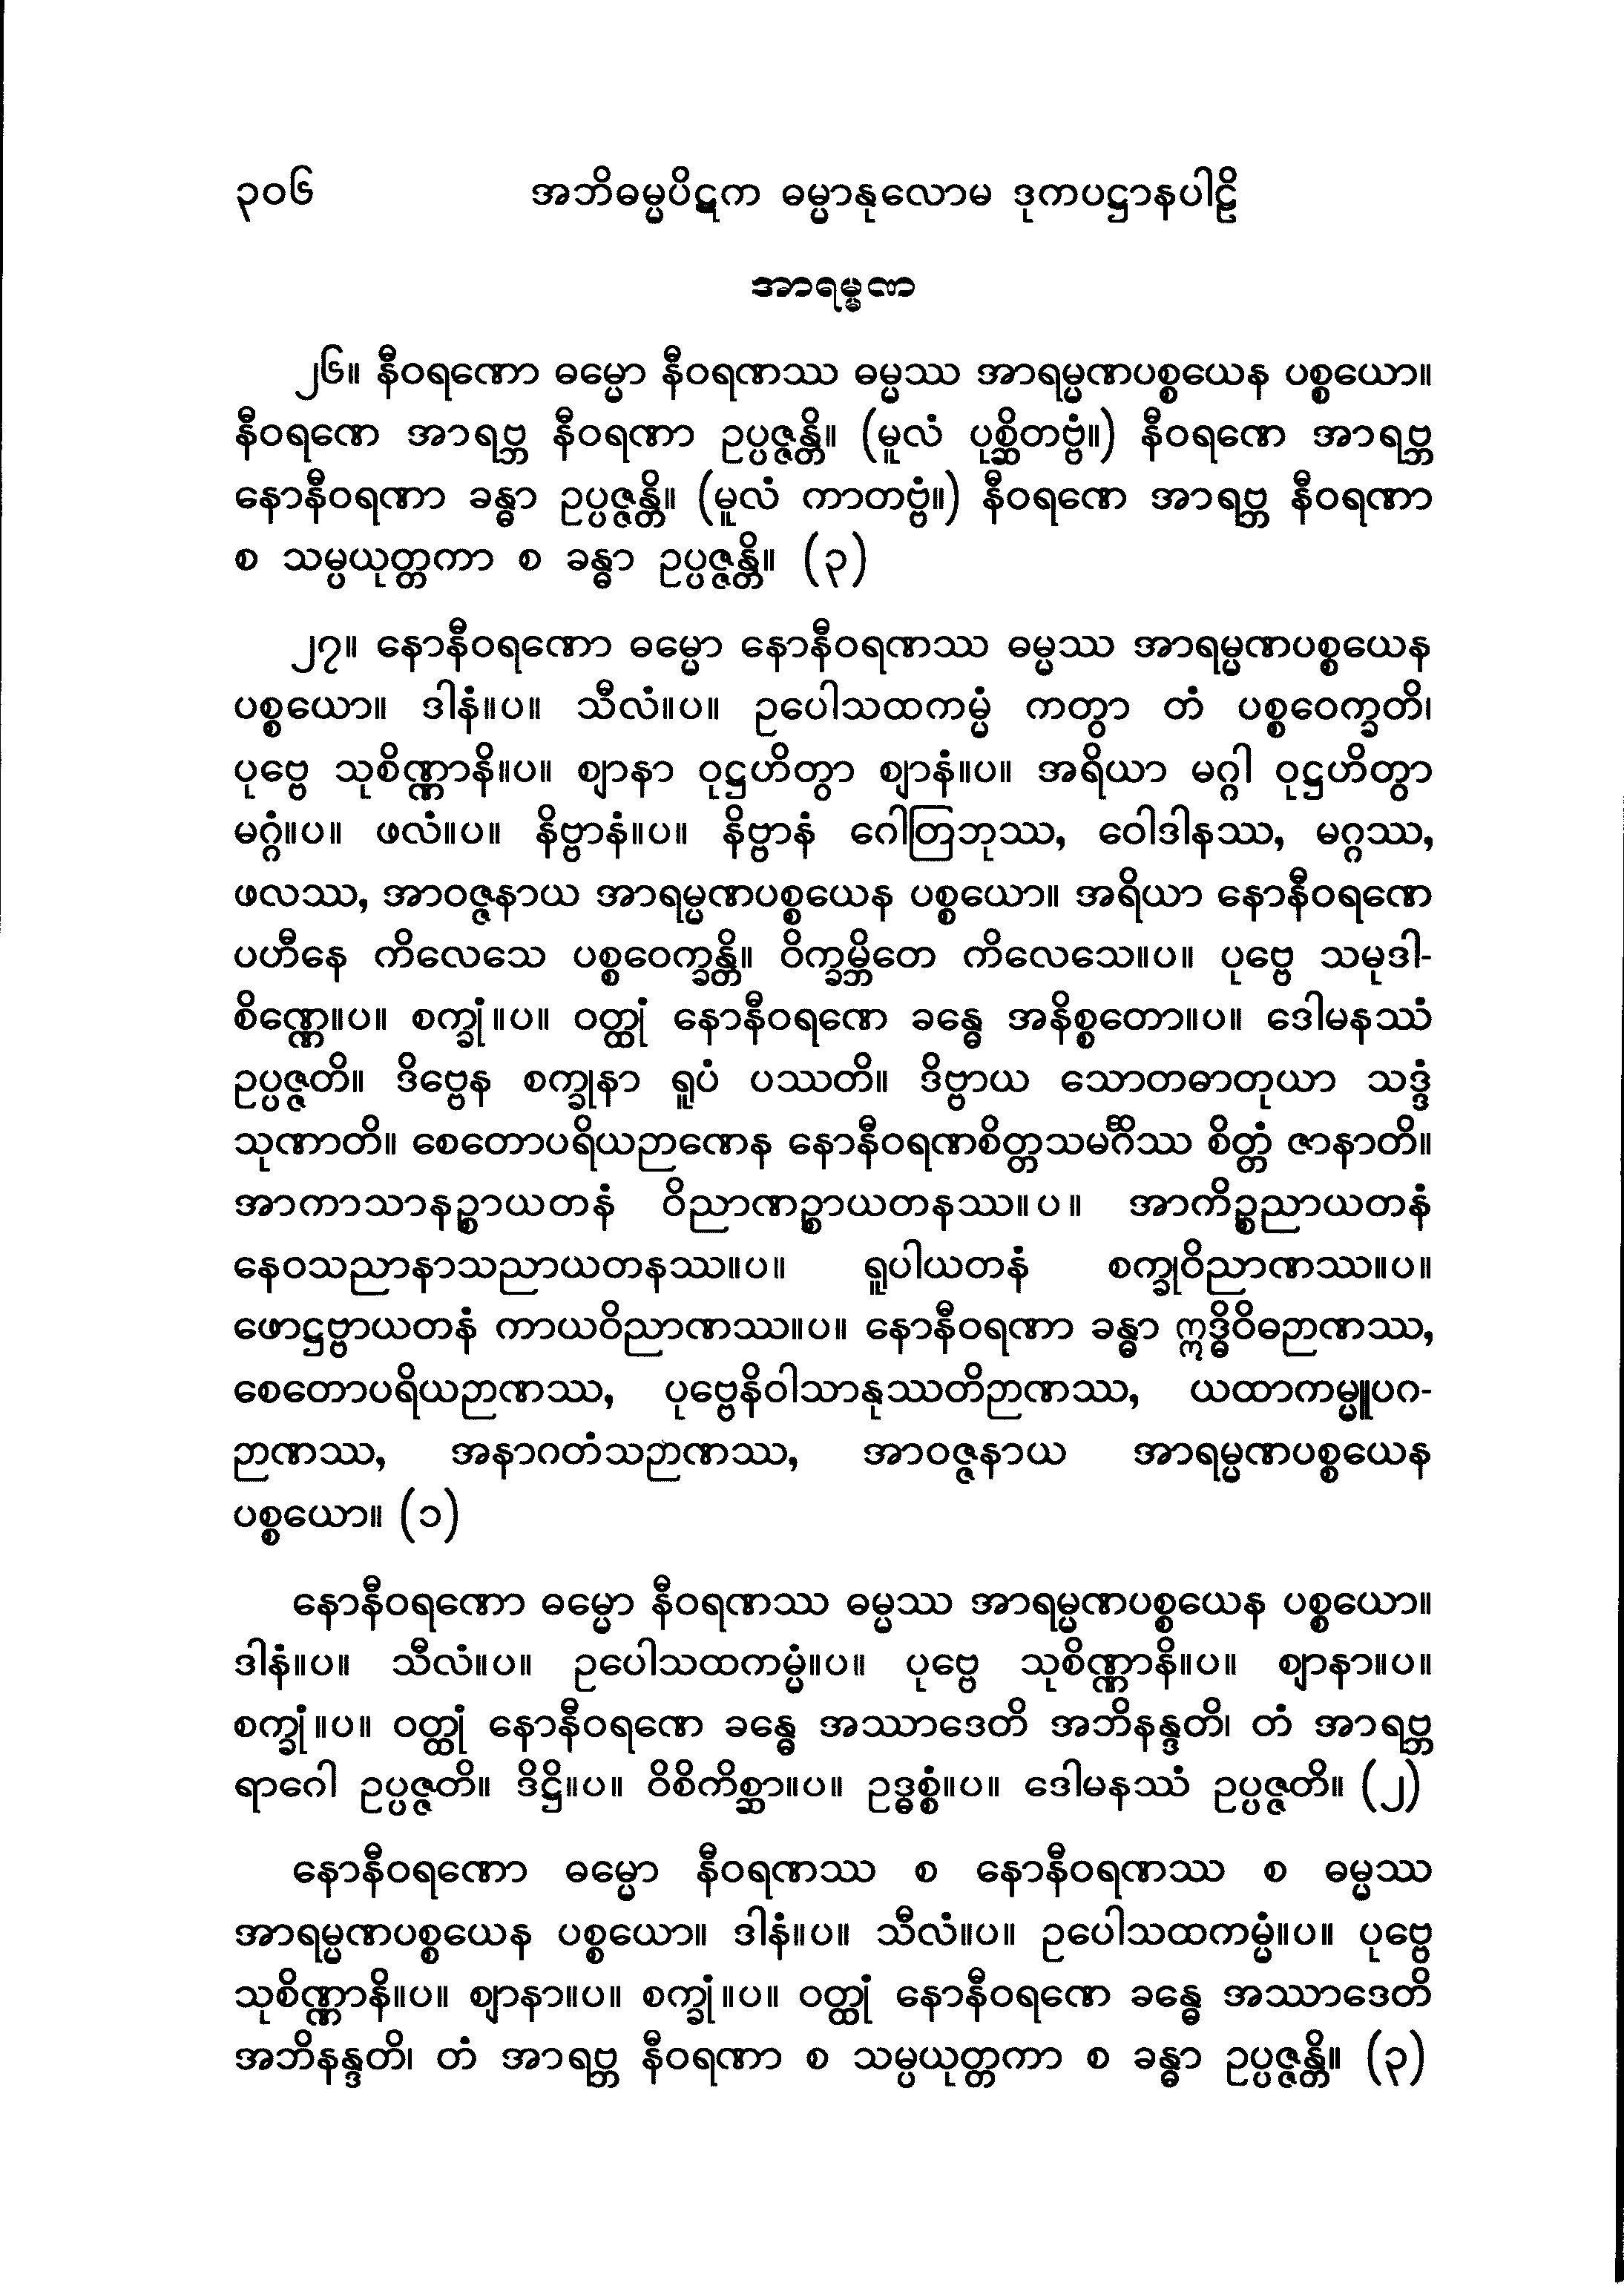 ၃၀၆ အဘိဓမ္မပိဋက ဓမ္မာနုလောမ ဒုကပဋ္ဌာနပါဠိ
အာရမ္မဏ
၂၆။ နီဝရဏော ဓမ္မော နီဝရဏဿ ဓမ္မဿ အာရမ္မဏပစ္စယေန ပစ္စယော။
နီဝရဏေ အာရဗ္ဘ နီဝရဏာ ဥပ္ပဇ္ဇန္တိ။ (မူလံ ပုစ္ဆိတဗ္ဗံ။) နီဝရဏေ အာရဗ္ဘ
နောနီဝရဏာ ခန္ဓာ ဥပ္ပဇ္ဇန္တိ။ (မူလံ ကာတဗ္ဗံ။) နီဝရဏေ အာရဗ္ဘ နီဝရဏာ
စ သမ္ပယုတ္တကာ စ ခန္ဓာ ဥပ္ပဇ္ဇန္တိ။ (၃)
၂၇။ နောနီဝရဏော ဓမ္မော နောနီဝရဏဿ ဓမ္မဿ အာရမ္မဏပစ္စယေန
ပစ္စယော။ ဒါနံ။ပ။ သီလံ။ပ။ ဥပေါသထကမ္မံ ကတွာ တံ ပစ္စဝေက္ခတိ၊
ပုဗ္ဗေ သုစိဏ္ဏာနိ။ပ။ ဈာနာ ဝုဋ္ဌဟိတွာ ဈာနံ။ပ။ အရိယာ မဂ္ဂါ ဝုဋ္ဌဟိတွာ
မဂ္ဂံ။ပ။ ဖလံ။ပ။ နိဗ္ဗာနံ။ပ။ နိဗ္ဗာနံ ဂေါတြဘုဿ, ဝေါဒါနဿ, မဂ္ဂဿ,
ဖလဿ, အာဝဇ္ဇနာယ အာရမ္မဏပစ္စယေန ပစ္စယော။ အရိယာ နောနီဝရဏေ
ပဟီနေ ကိလေသေ ပစ္စဝေက္ခန္တိ။ ဝိက္ခမ္ဘိတေ ကိလေသေ။ပ။ ပုဗ္ဗေ သမုဒါ-
စိဏ္ဏေ။ပ။ စက္ခုံ။ပ။ ဝတ္ထုံ နောနီဝရဏေ ခန္ဓေ အနိစ္စတော။ပ။ ဒေါမနဿံ
ဥပ္ပဇ္ဇတိ။ ဒိဗ္ဗေန စက္ခုနာ ရူပံ ပဿတိ။ ဒိဗ္ဗာယ သောတဓာတုယာ သဒ္ဒံ
သုဏာတိ။ စေတောပရိယဉာဏေန နောနီဝရဏစိတ္တသမင်္ဂိဿ စိတ္တံ ဇာနာတိ။
အာကာသာနဉ္စာယတနံ ဝိညာဏဉ္စာယတနဿ။ပ။ အာကိဉ္စညာယတနံ
နေဝသညာနာသညာယတနဿ။ပ။ ရူပါယတနံ စက္ခုဝိညာဏဿ။ပ။
ဖောဋ္ဌဗ္ဗာယတနံ ကာယဝိညာဏဿ။ပ။ နောနီဝရဏာ ခန္ဓာ ဣဒ္ဓိဝိဓဉာဏဿ,
စေတောပရိယဉာဏဿ, ပုဗ္ဗေနိဝါသာနုဿတိဉာဏဿ, ယထာကမ္မူပဂ-
ဉာဏဿ, အနာဂတံသဉာဏဿ, အာဝဇ္ဇနာယ အာရမ္မဏပစ္စယေန
ပစ္စယော။ (၁)
နောနီဝရဏော ဓမ္မော နီဝရဏဿ ဓမ္မဿ အာရမ္မဏပစ္စယေန ပစ္စယော။
ဒါနံ။ပ။ သီလံ။ပ။ ဥပေါသထကမ္မံ။ပ။ ပုဗ္ဗေ သုစိဏ္ဏာနိ။ပ။ ဈာနာ။ပ။
စက္ခုံ။ပ။ ဝတ္ထုံ နောနီဝရဏေ ခန္ဓေ အဿာဒေတိ အဘိနန္ဒတိ၊ တံ အာရဗ္ဘ
ရာဂေါ ဥပ္ပဇ္ဇတိ။ ဒိဋ္ဌိ။ပ။ ဝိစိကိစ္ဆာ။ပ။ ဥဒ္ဓစ္စံ။ပ။ ဒေါမနဿံ ဥပ္ပဇ္ဇတိ။ (၂)
နောနီဝရဏော ဓမ္မော နီဝရဏဿ စ နောနီဝရဏဿ စ ဓမ္မဿ
အာရမ္မဏပစ္စယေန ပစ္စယော။ ဒါနံ။ပ။ သီလံ။ပ။ ဥပေါသထကမ္မံ။ပ။ ပုဗ္ဗေ
သုစိဏ္ဏာနိ။ပ။ ဈာနာ။ပ။ စက္ခုံ။ပ။ ဝတ္ထုံ နောနီဝရဏေ ခန္ဓေ အဿာဒေတိ
အဘိနန္ဒတိ၊ တံ အာရဗ္ဘ နီဝရဏာ စ သမ္ပယုတ္တကာ စ ခန္ဓာ ဥပ္ပဇ္ဇန္တိ။ (၃)